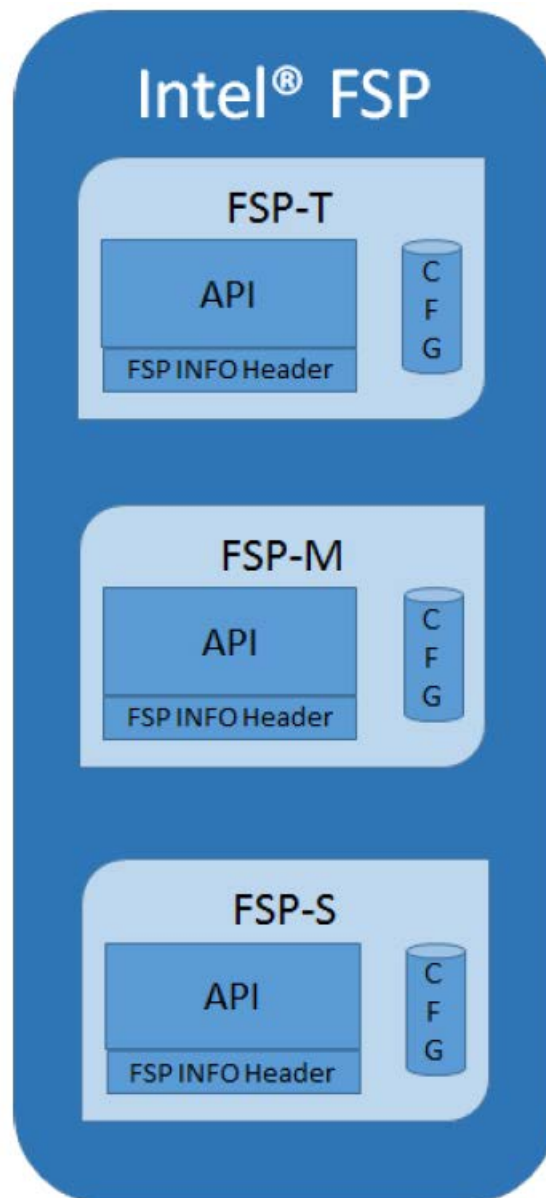 Intel® FSP
FSP-T
API
FSP INFO Header
C
F
G
FSP-M
API
FSP INFO Header
C
F
G
FSP-S
API
FSP INFO Header
C
F
G